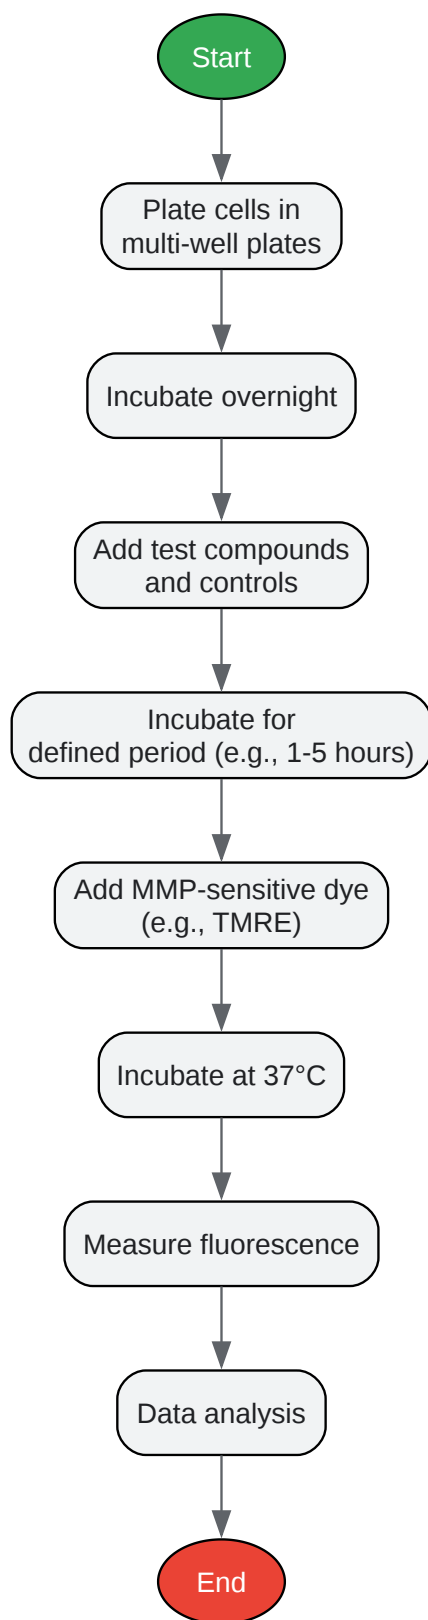 Start
Plate cells in
multi-well plates
Incubate overnight
Add test compounds
and controls
Incubate for
defined period (e.g., 1-5 hours)
Add MMP-sensitive dye
(e.g., TMRE)
Incubate at 37°C
Measure fluorescence
Data analysis
End